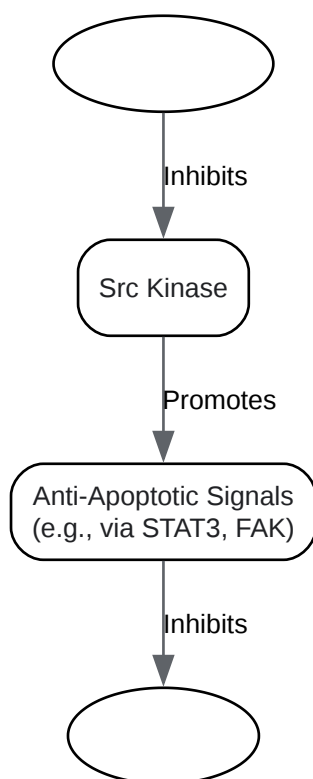 Inhibits
Src Kinase
Promotes
Anti-Apoptotic Signals
(e.g., via STAT3, FAK)
Inhibits